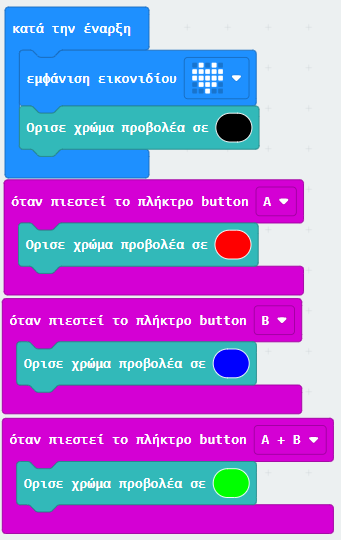 κατά την έναρξη
εμφάνιση εικονιδίου
Ορισε χρώμα προβολέα σε
όταν πιεστεί το πλήκτρο button A
Ορισε χρώμα προβολέα σε
όταν πιεστεί το πλήκτρο button B
Ορισε χρώμα προβολέα σε
όταν πιεστεί το πλήκτρο button A + B
Ορισε χρώμα προβολέα σε